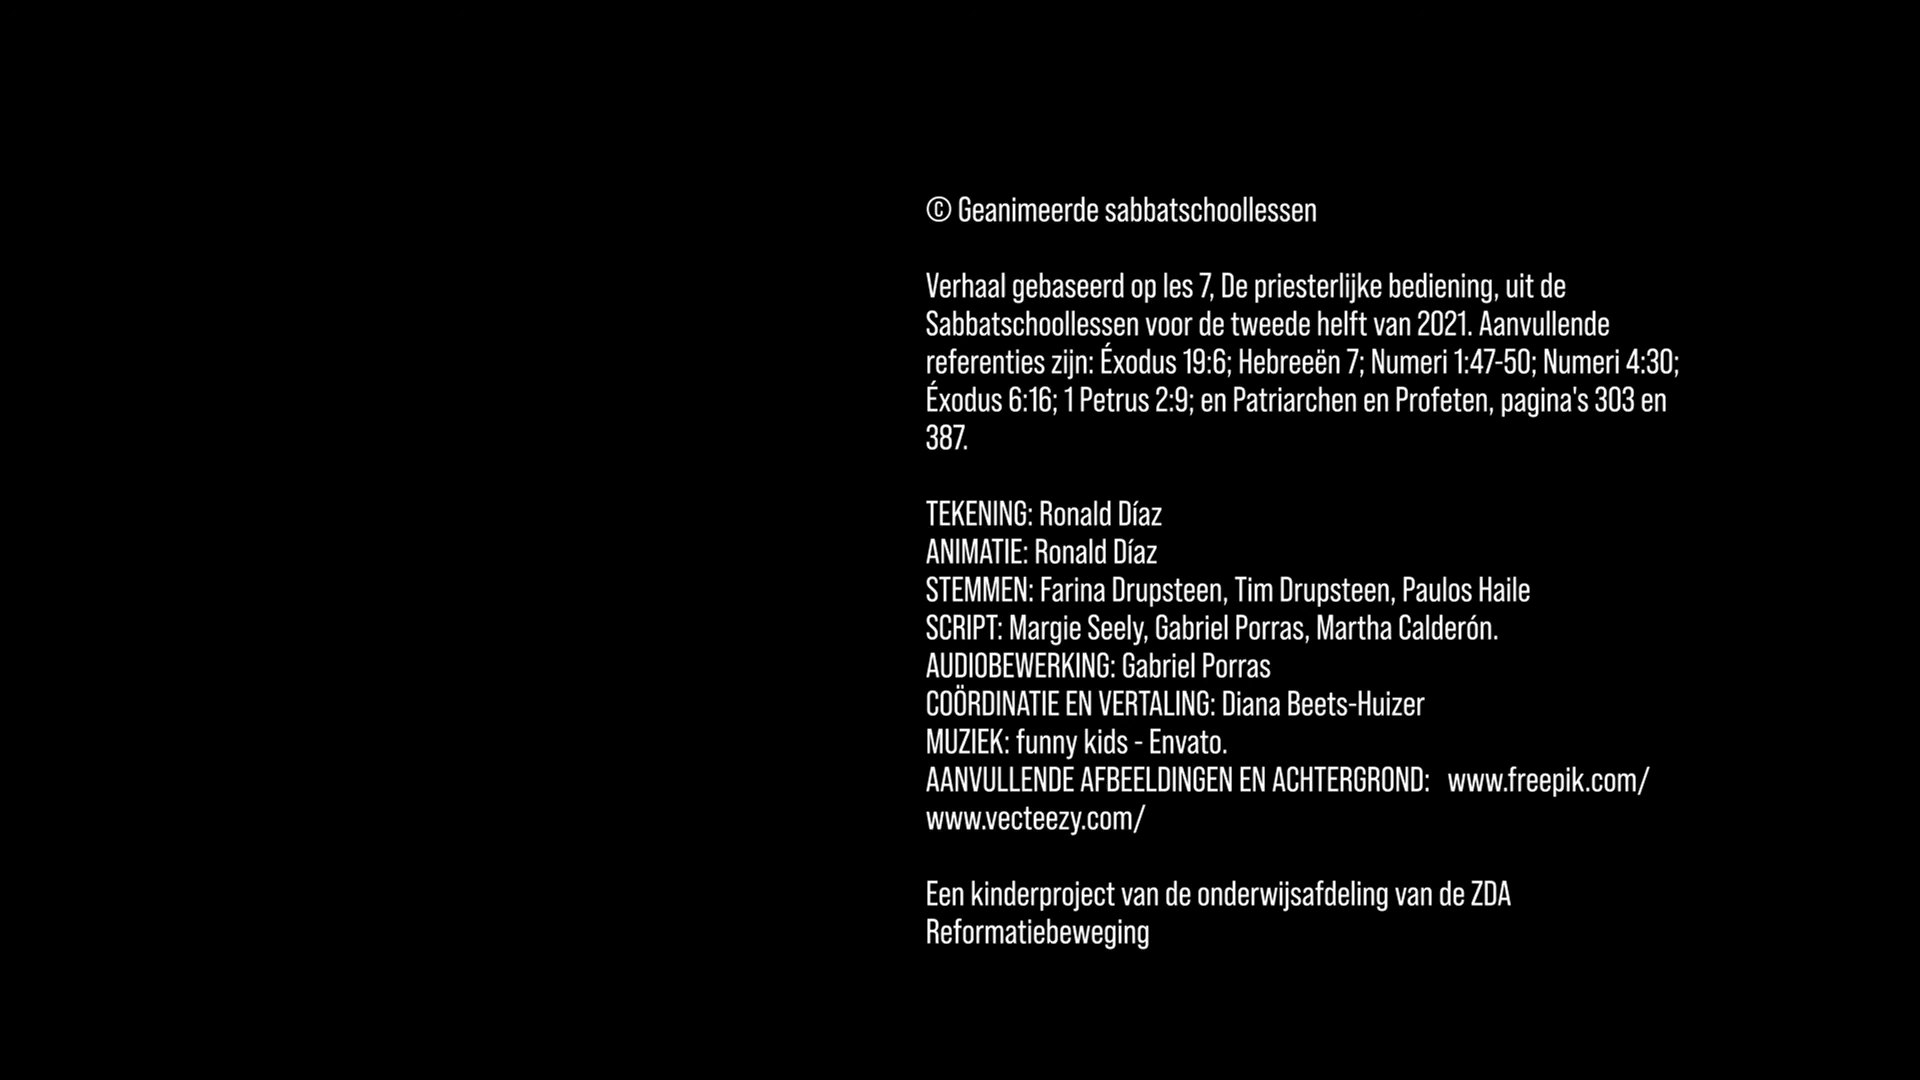 © Geanimeerde sabbatschoollessen
Verhaal gebaseerd op les 7, De priesterlijke bediening, uit de
Sabbatschoollessen voor de tweede helft van 2021. Aanvullende
referenties zijn: Éxodus 19:6; Hebreeën 7; Numeri 1:47-50; Numeri 4:30;
Éxodus 6:16; 1 Petrus 2:9; en Patriarchen en Profeten, pagina's 303 en
387.
TEKENING: Ronald Díaz
ANIMATIE: Ronald Díaz
STEMMEN: Farina Drupsteen, Tim Drupsteen, Paulos Haile
SCRIPT: Margie Seely, Gabriel Porras, Martha Calderón.
AUDIOBEWERKING: Gabriel Porras
COÖRDINATIE EN VERTALING: Diana Beets-Huizer
MUZIEK: funny kids - Envato.
AANVULLENDE AFBEELDINGEN EN ACHTERGROND: www.freepik.com/
www.vecteezy.com/
Een kinderproject van de onderwijsafdeling van de ZDA
Reformatiebeweging